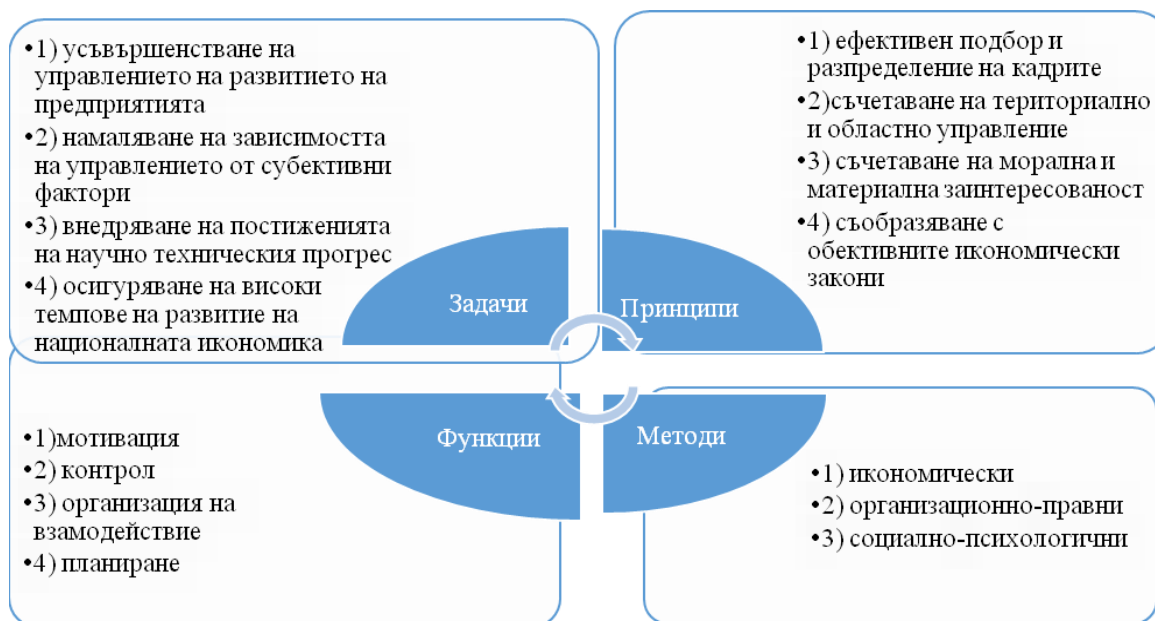 •1) усъвършенстване на
управлението на развитието на
предприятията
•2) намаляване на зависимостта
на управлението от субективни
фактори
•3) внедряване на постиженията
на научно техническия прогрес
•4) осигуряване на високи
темпове на развитие на
националната икономика
Задачи
•1) ефективен подбор и
разпределение на кадрите
•2)съчетаване на териториално
и областно управление
•3) съчетаване на морална и
материална заинтересованост
•4) съобразяване с
обективните икономически
закони
Принципи
•1)мотивация
•2) контрол
•3) организация на
взамодействие
•4) планиране
Функции
Методи
•1) икономически
•2) организационно-правни
•3) социално-психологични